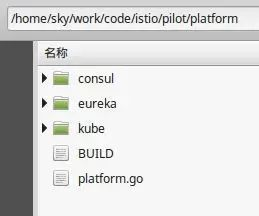 /home/sky/work/code/istio/pilot/platform
名称
consul
eureka
kube
BUILD
platform.go